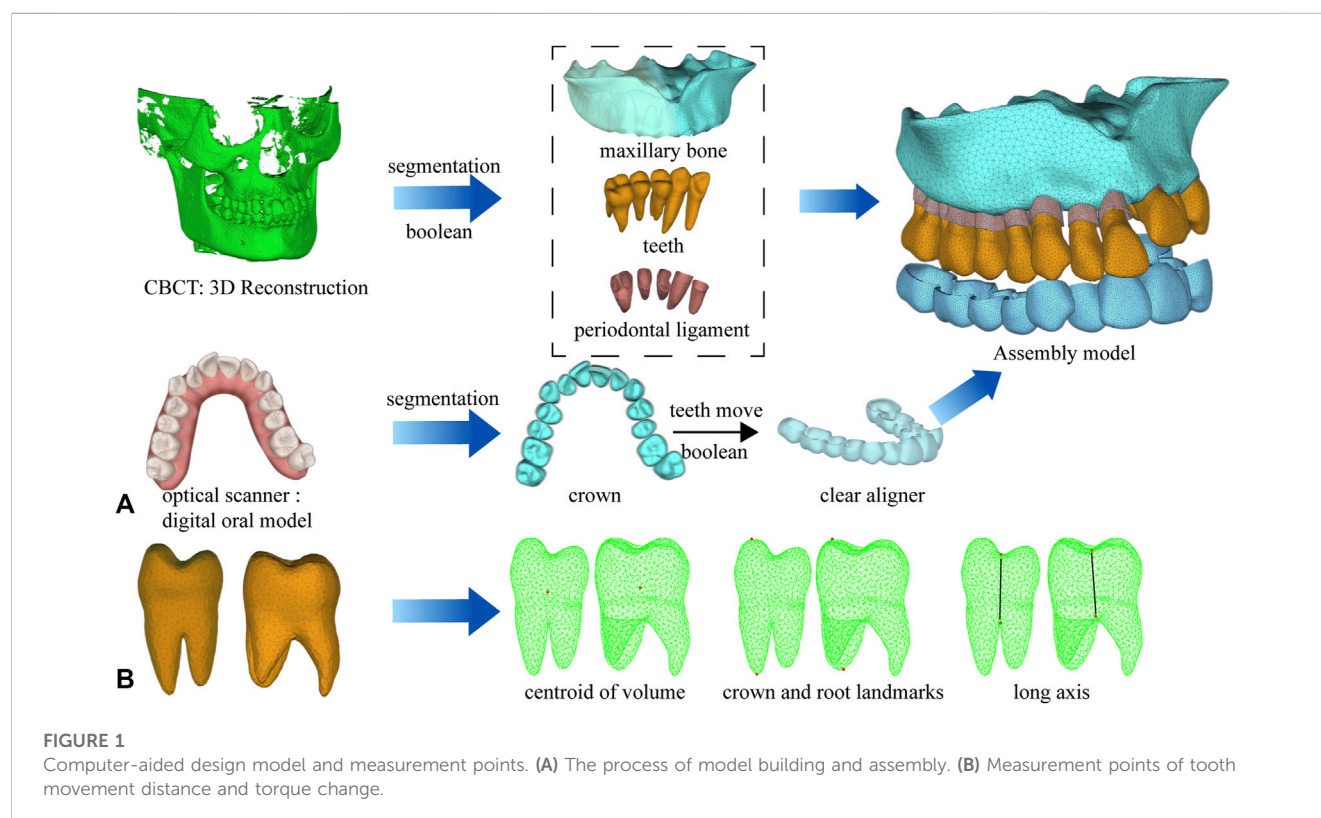 segmentation
boolean
CBCT: 3D Reconstruction
maxillary bone
teeth
periodontal ligament
Assembly model
segmentation
teeth move
boolean
A
optical scanner :
digital oral model
crown
clear aligner
B
centroid of volume
crown and root landmarks
long axis
FIGURE 1
Computer-aided design model and measurement points. (A) The process of model building and assembly. (B) Measurement points of tooth
movement distance and torque change.